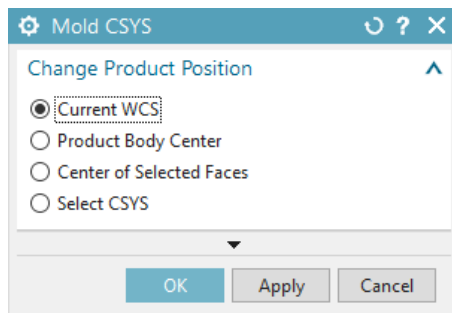 Mold CSYS ?
Change Product Position
Current WCS
Product Body Center
Center of Selected Faces
Select CSYS
OK Apply Cancel